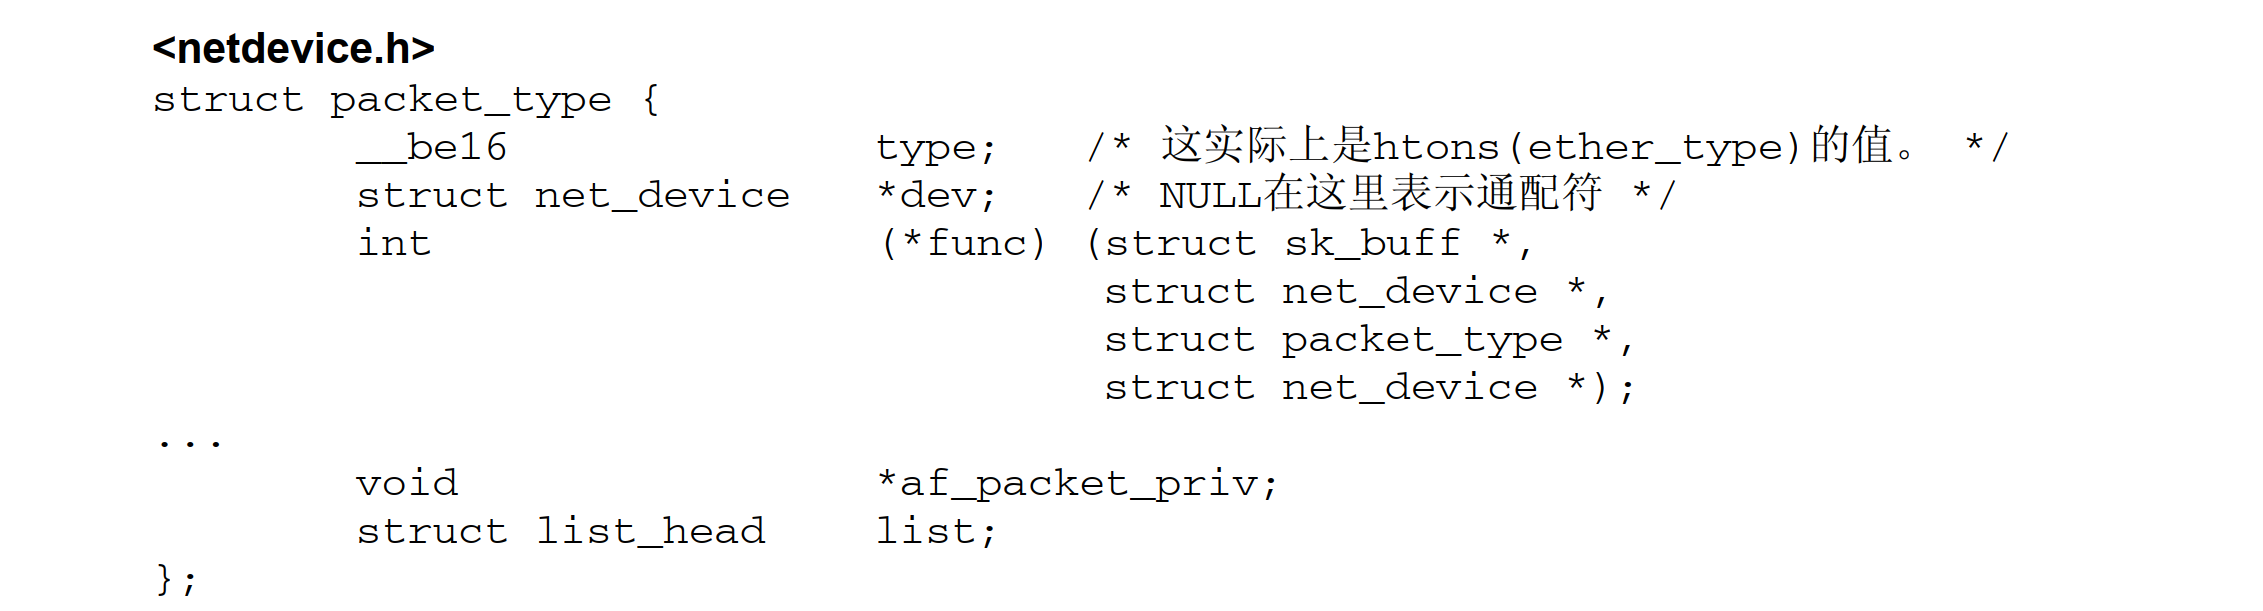 <netdevice.h>
struct packet_type {
__be16 type; /* 这实际上是htons(ether_type)的值。 */
struct net_device *dev; /* NULL在这里表示通配符 */
int (*func) (struct sk_buff *,
struct net_device *,
struct packet_type *,
struct net_device *);
...
void *af_packet_priv;
struct list_head list;
};